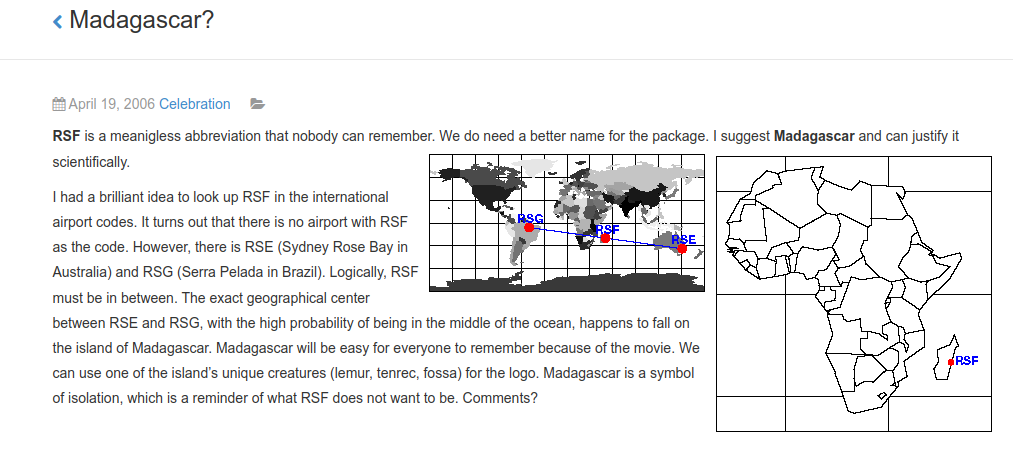 Madagascar?
April 19, 2006 Celebration
RSF is a meanigless abbreviation that nobody can remember. We do need a better name for the package. I suggest Madagascar and can justify it
scientifically.
I had a brilliant idea to look up RSF in the international
airport codes. It turns out that there is no airport with RSF
as the code. However, there is RSE (Sydney Rose Bay in
Australia) and RSG (Serra Pelada in Brazil). Logically, RSF
must be in between. The exact geographical center
between RSE and RSG, with the high probability of being in the middle of the ocean, happens to fall on
the island of Madagascar. Madagascar will be easy for everyone to remember because of the movie. We
can use one of the island's unique creatures (lemur, tenrec, fossa) for the logo. Madagascar is a symbol
of isolation, which is a reminder of what RSF does not want to be. Comments?
RSG
RSF
RSE
RSF